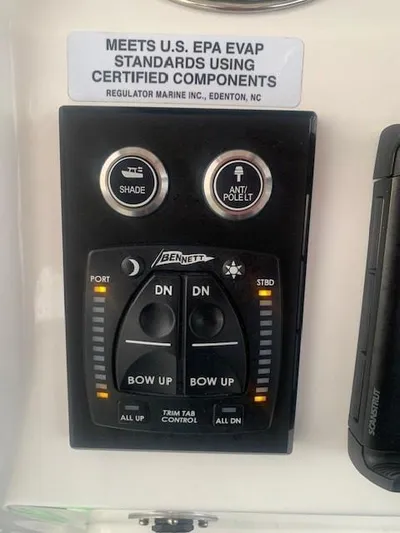 MEETS U.S. EPA EVAP
STANDARDS USING
CERTIFIED COMPONENTS
REGULATOR MARINE INC., EDENTON, NC
SHADE
ANT/
POLE LT
BENNETT
PORT
STBD
DN
DN
BOW UP
BOW UP
ALL UP
TRIM TAB
CONTROL
ALL DN
SCANSTRUT